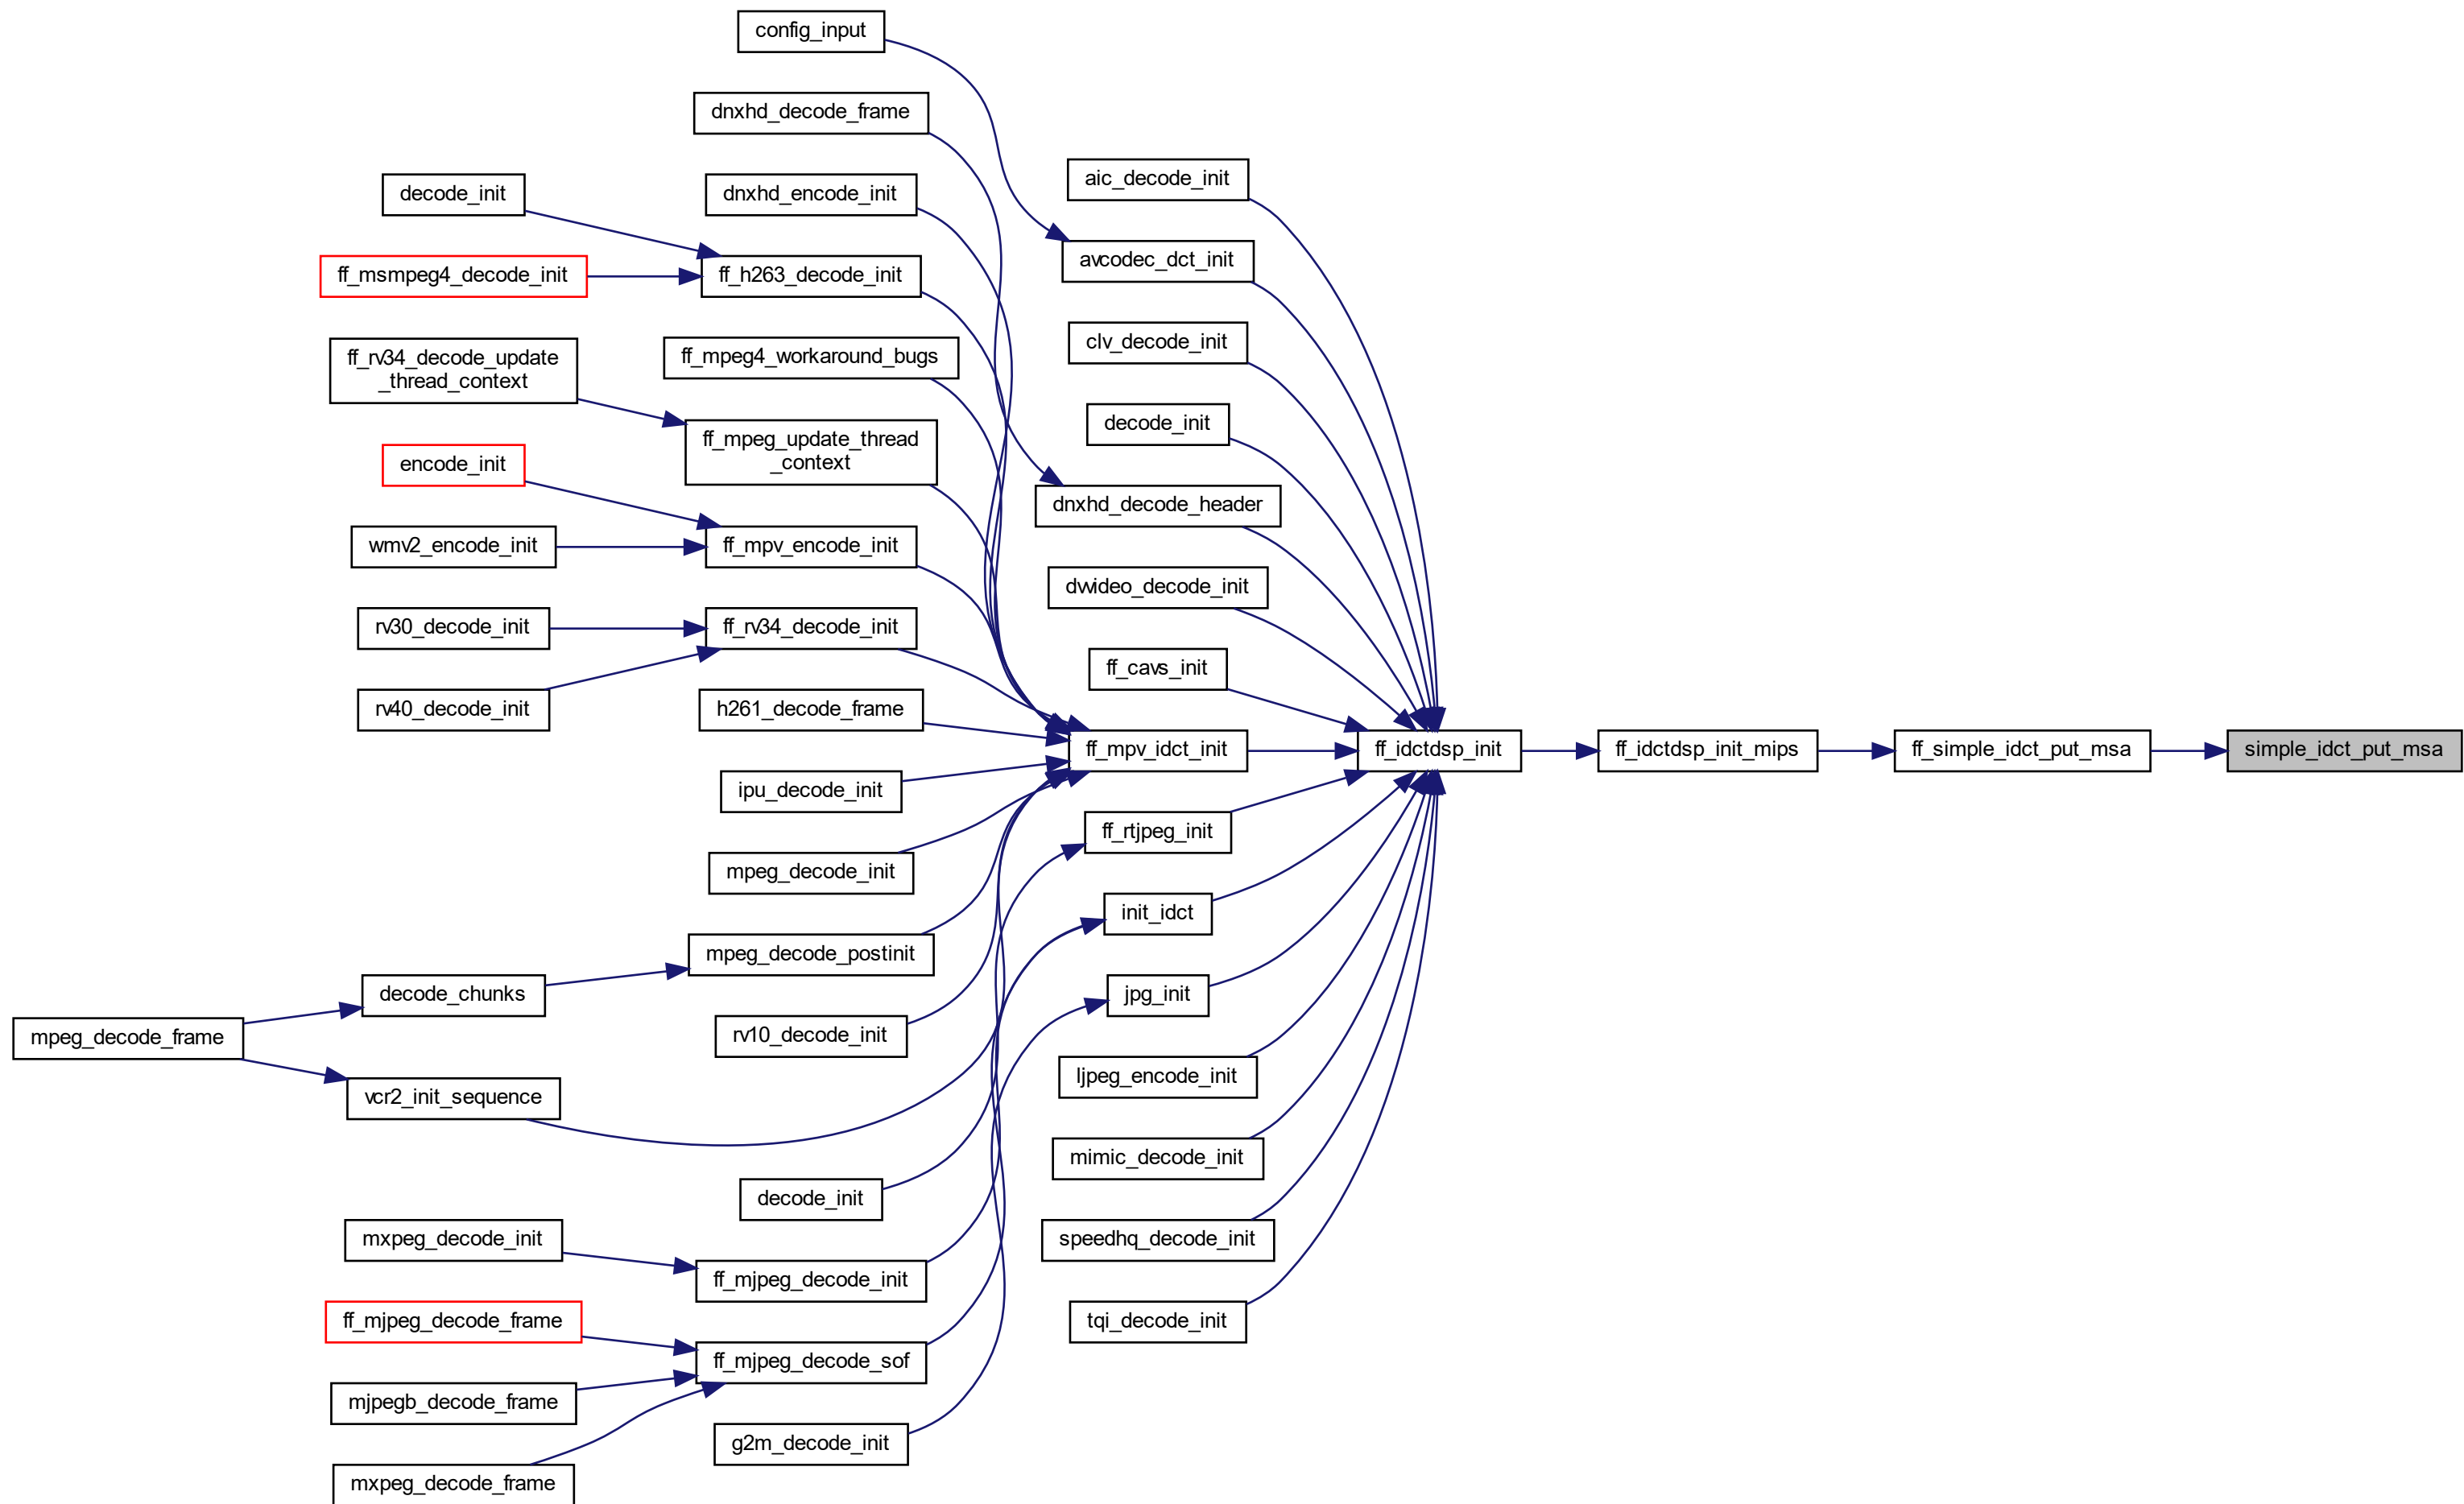 config_input
dnxhd_decode_frame
aic_decode_init
decode_init
dnxhd_encode_init
avcodec_dct_init
ff_msmpeg4_decode_init
ff_h263_decode_init
clv_decode_init
ff_rv34_decode_update
_thread_context
ff_mpeg4_workaround_bugs
decode_init
ff_mpeg_update_thread
_context
encode_init
dnxhd_decode_header
wmv2_encode_init
ff_mpv_encode_init
dwideo_decode_init
rv30_decode_init
ff_rv34_decode_init
ff_cavs_init
rv40_decode_init
h261_decode_frame
ff_mpv_idct_init
ff_idctdsp_init
ff_idctdsp_init_mips
ff_simple_idct_put_msa
simple_idct_put_msa
ipu_decode_init
ff_rtjpeg_init
mpeg_decode_init
init_idct
mpeg_decode_postinit
decode_chunks
jpg_init
mpeg_decode_frame
rv10_decode_init
ljpeg_encode_init
vcr2_init_sequence
mimic_decode_init
decode_init
mxpeg_decode_init
speedhq_decode_init
ff_mjpeg_decode_init
ff_mjpeg_decode_frame
tqi_decode_init
ff_mjpeg_decode_sof
mjpegb_decode_frame
g2m_decode_init
mxpeg_decode_frame